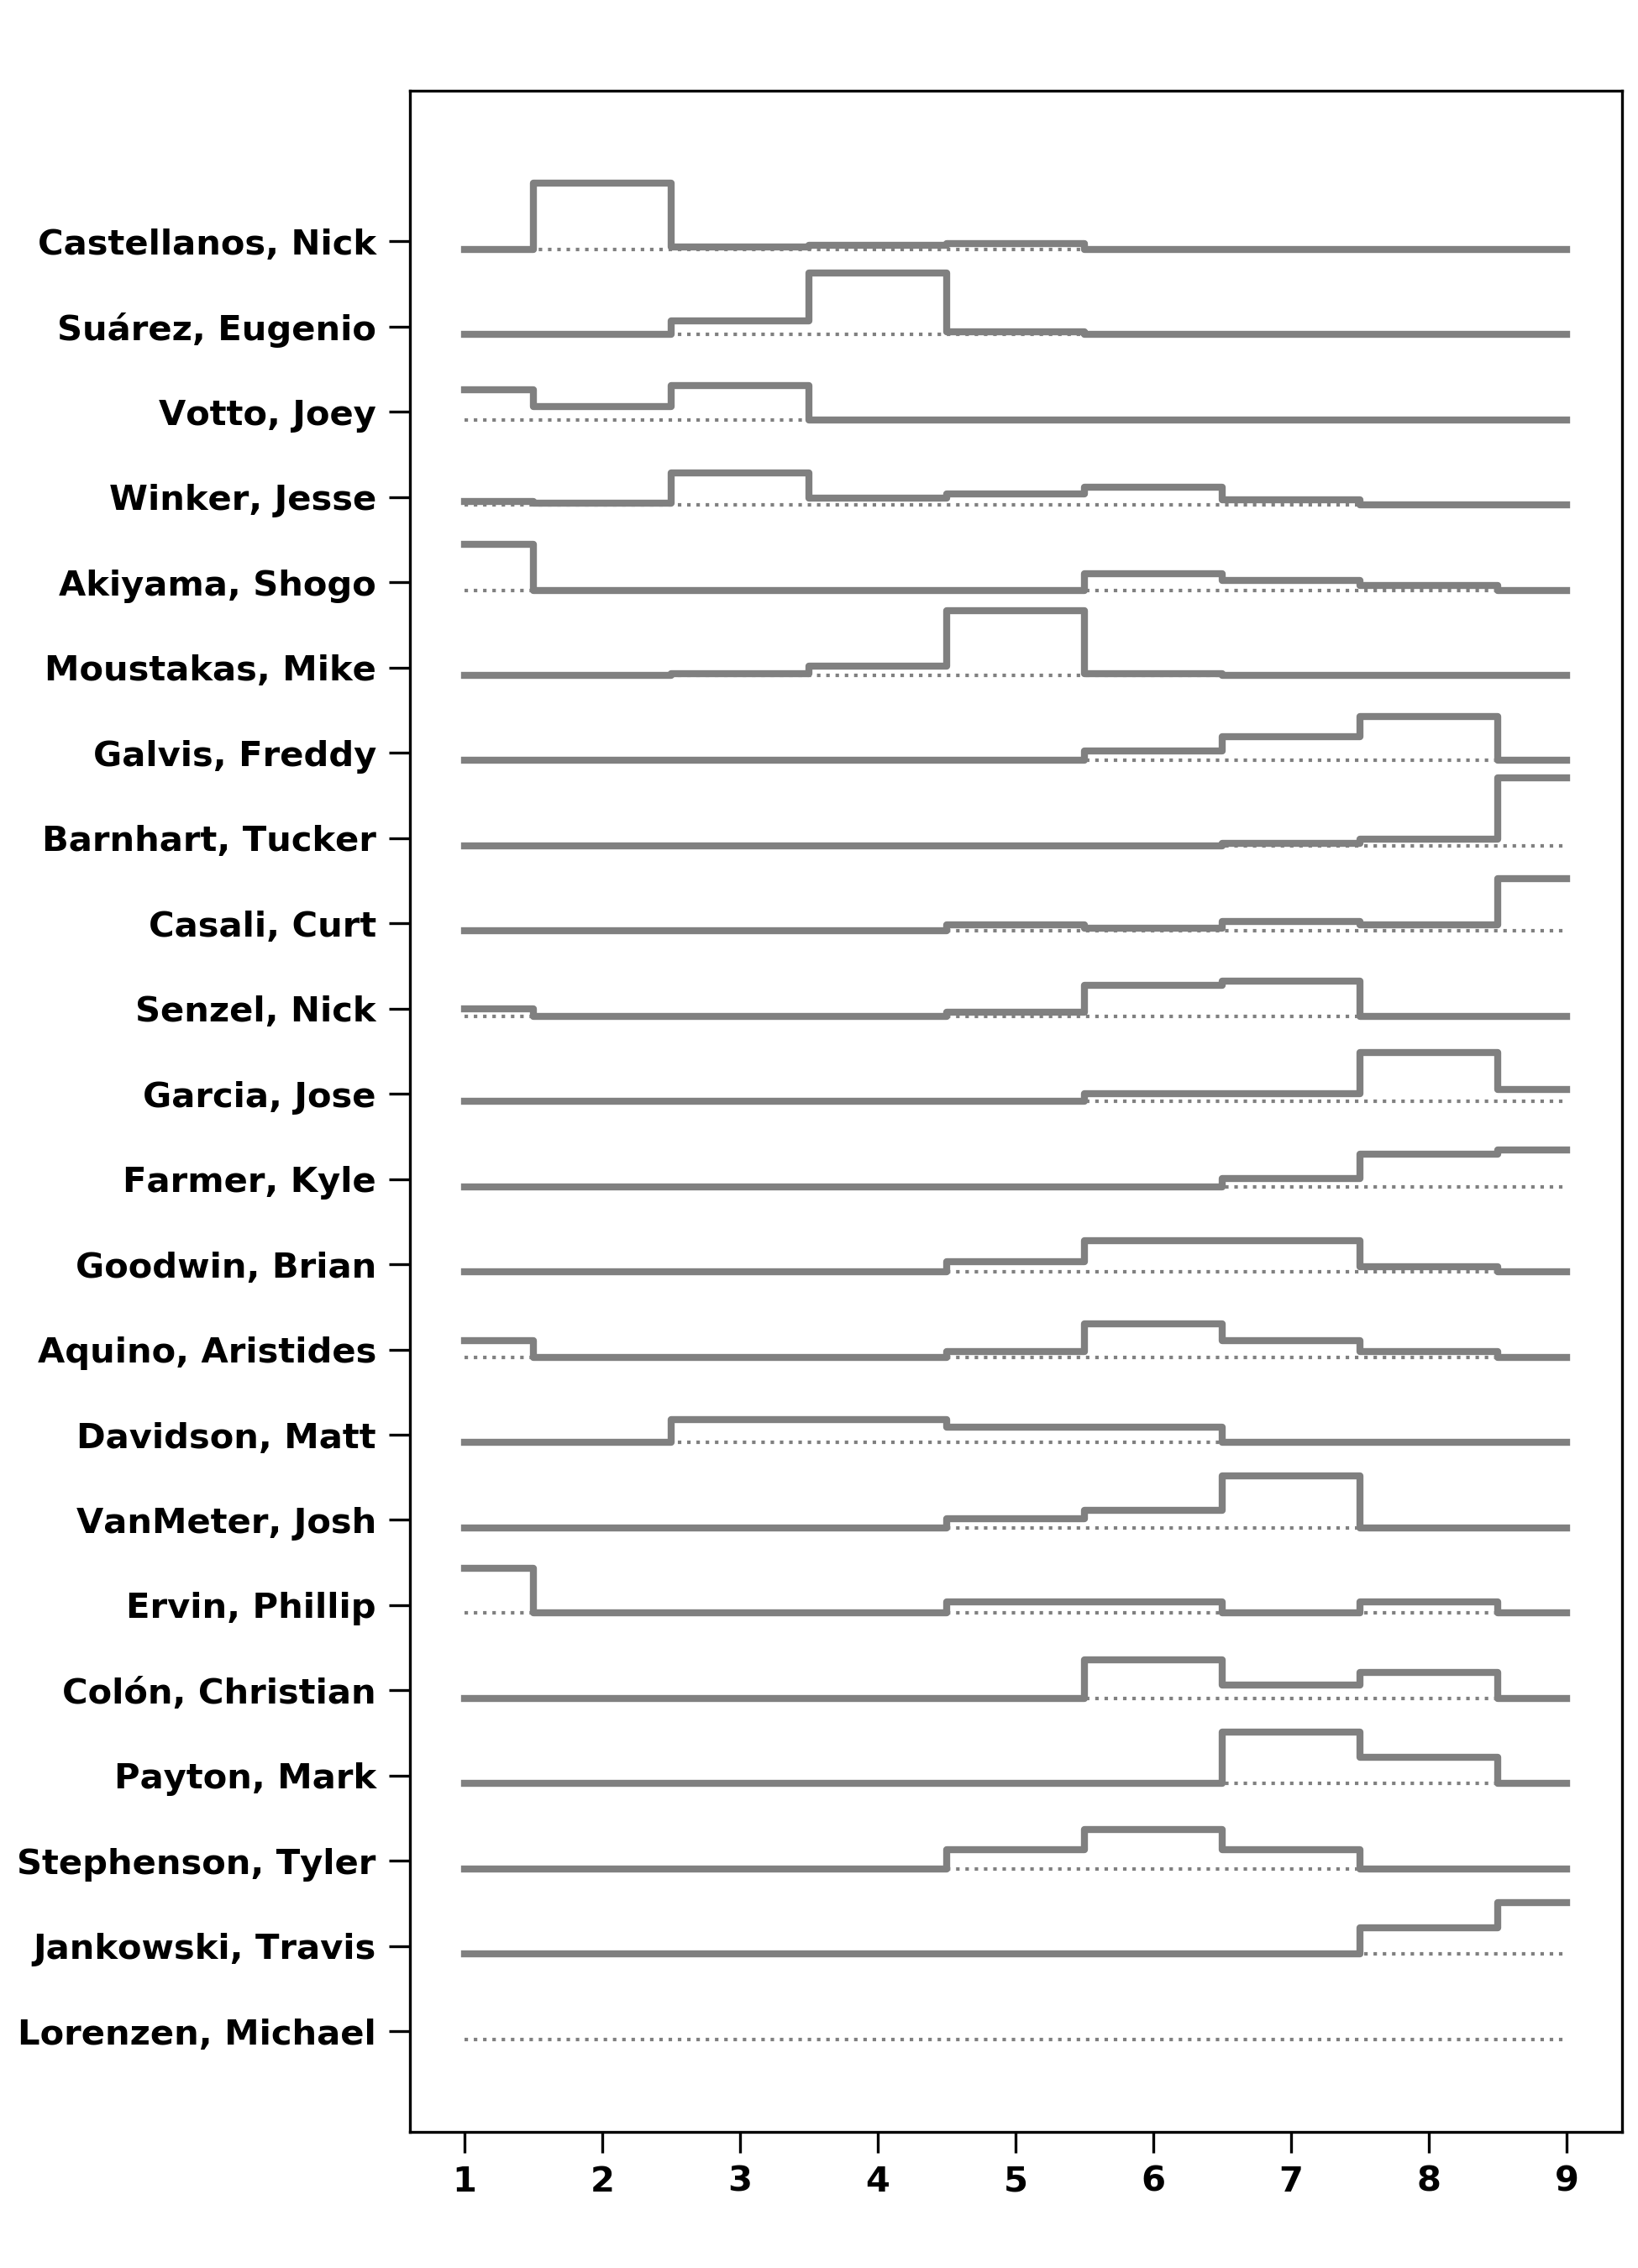 Castellanos, Nick
Suárez, Eugenio
Votto, Joey
Winker, Jesse
Akiyama, Shogo
Moustakas, Mike
Galvis, Freddy
Barnhart, Tucker
Casali, Curt
Senzel, Nick
Garcia, Jose
Farmer, Kyle
Goodwin, Brian
Aquino, Aristides
Davidson, Matt
VanMeter, Josh
Ervin, Phillip
Colón, Christian
Payton, Mark
Stephenson, Tyler
Jankowski, Travis
Lorenzen, Michael
1 2 3 4 5 6 7 8 9